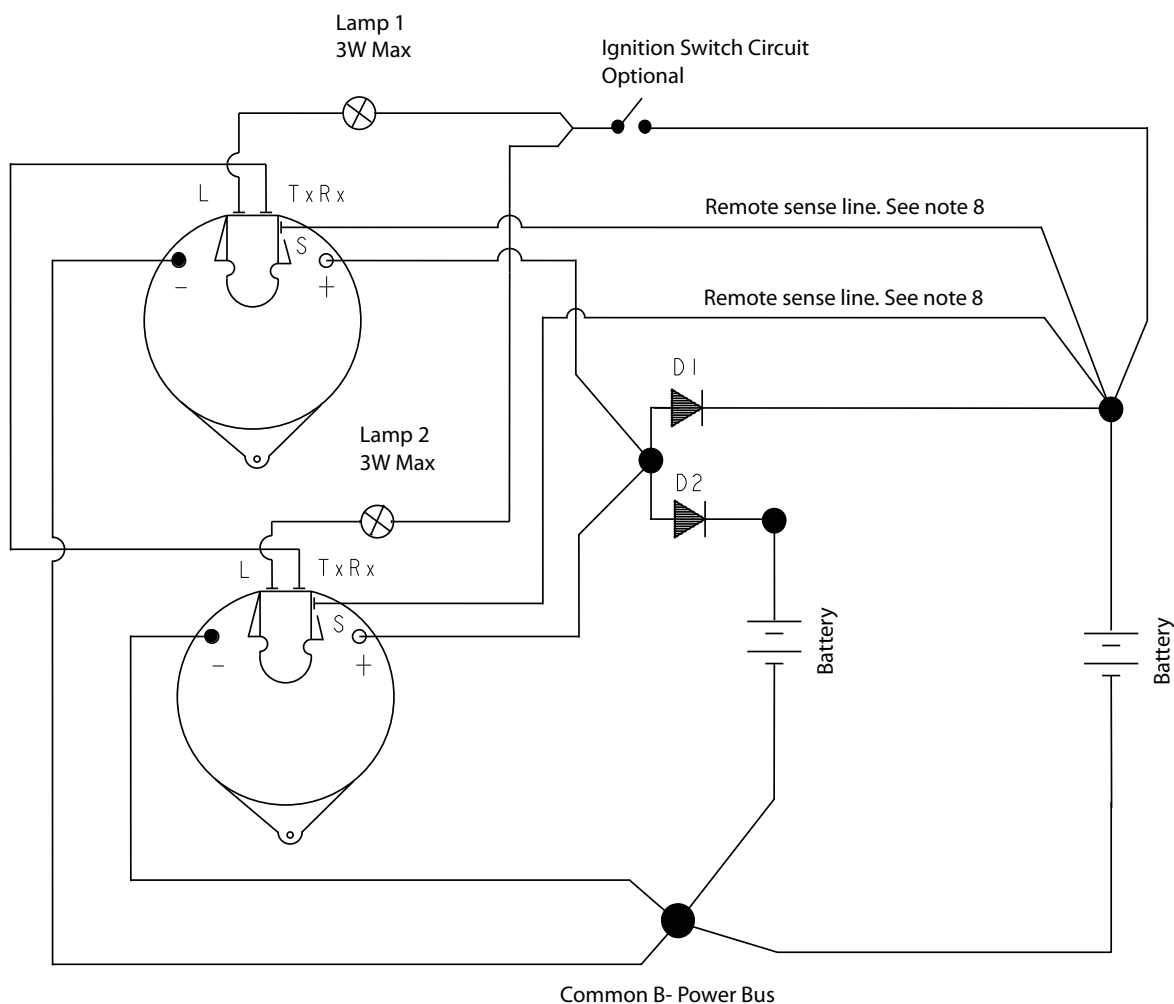 Lamp 1
3W Max
Ignition Switch Circuit
Optional
L
TxRx
Remote sense line. See note 8
S
-
+
Remote sense line. See note 8
D1
Lamp 2
3W Max
D2
L
TxRx
S
-
+
Battery
Battery
Common B- Power Bus